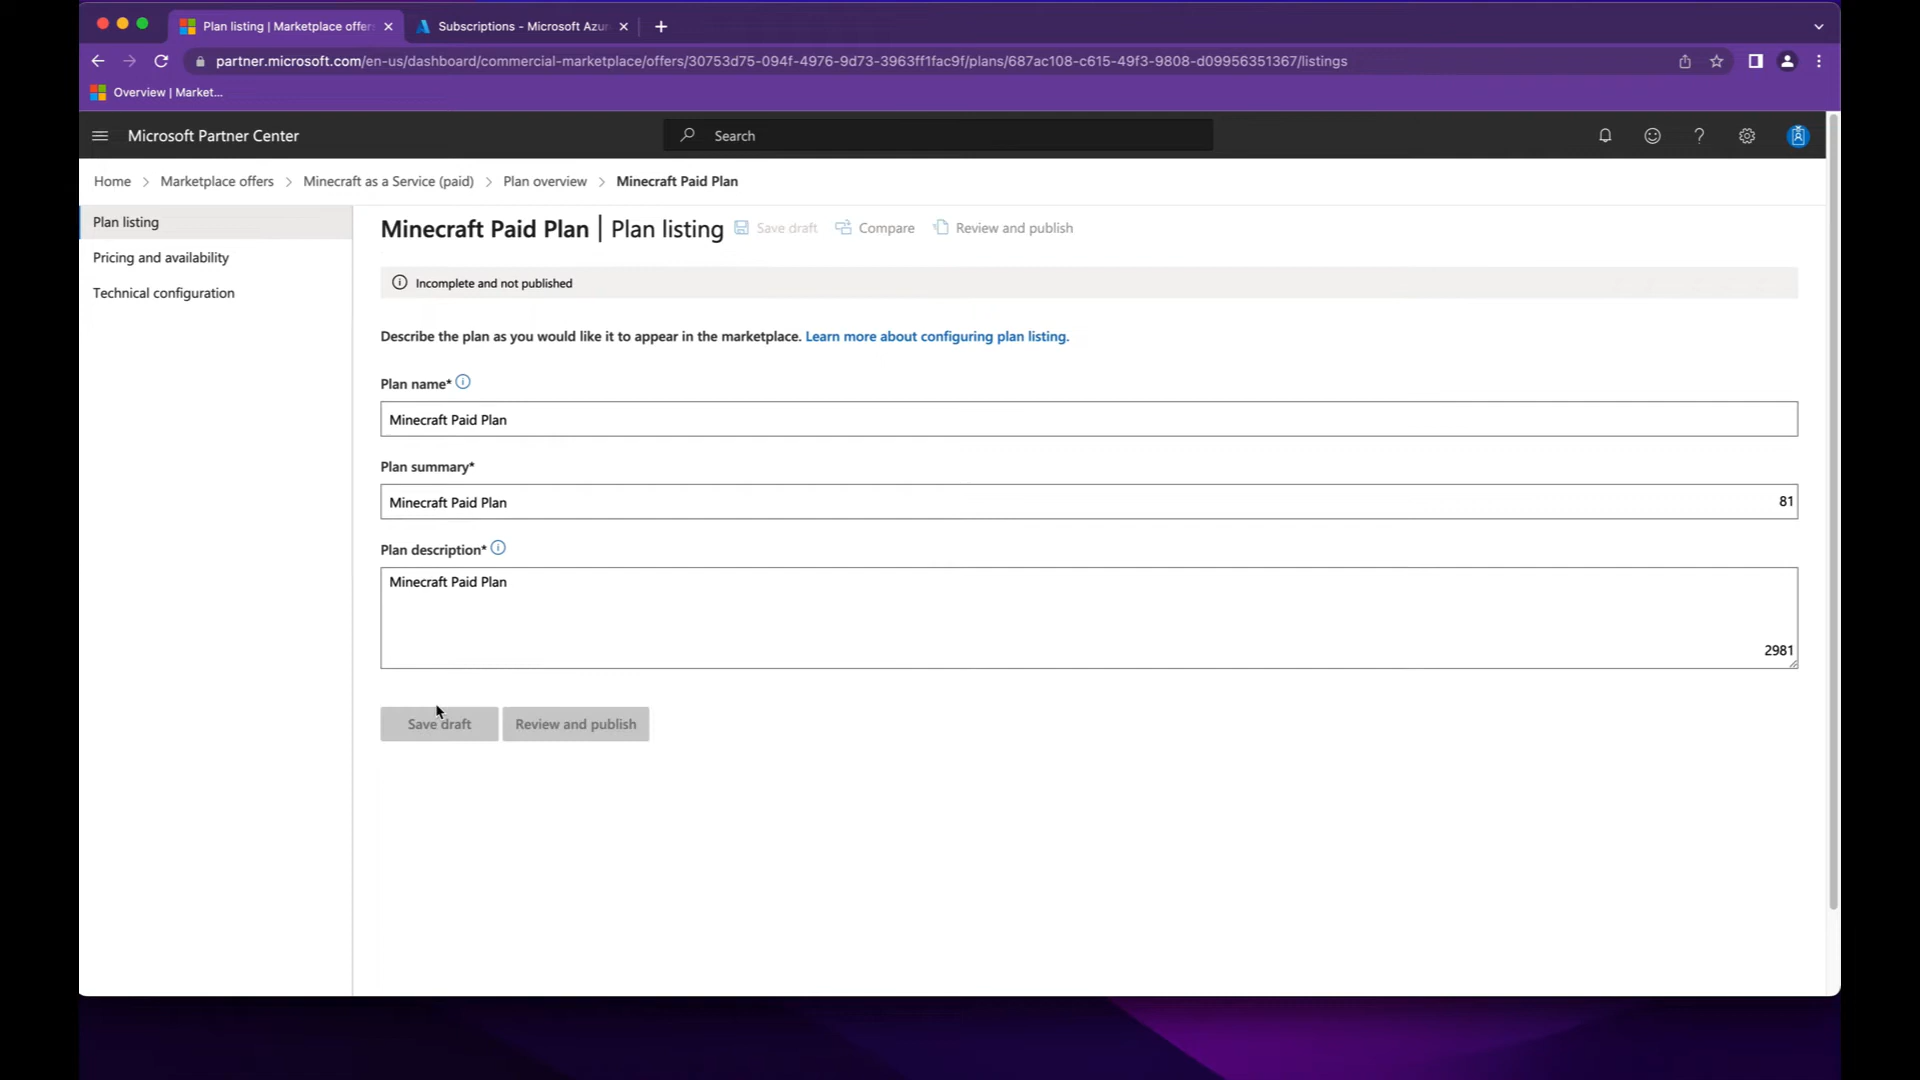 Plan listing | Marketplace offer
Subscriptions - Microsoft Azu
partner.microsoft.com/en-us/dashboard/commercial-marketplace/offers/30753d75-094f-4976-9d73-3963ff1fac9f/plans/687ac108-c615-49f3-9808-d09956351367/listings
Overview | Market...
Microsoft Partner Center
Search
Home > Marketplace offers > Minecraft as a Service (paid) > Plan overview > Minecraft Paid Plan
Plan listing
Pricing and availability
Technical configuration
Minecraft Paid Plan | Plan listing
Save draft
Compare
Review and publish
Incomplete and not published
Describe the plan as you would like it to appear in the marketplace. Learn more about configuring plan listing.
Plan name*
Minecraft Paid Plan
Plan summary*
Minecraft Paid Plan
81
Plan description*
Minecraft Paid Plan
2981
Save draft
Review and publish